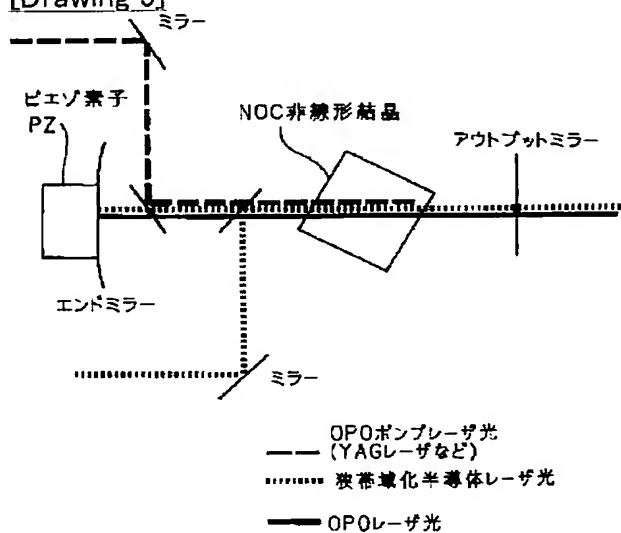 [Drawing 5]
ミラー
ピエゾ素子
PZ
NOC非線形結晶
アウトプットミラー
エンドミラー
ミラー
OPOポンプレーザ光
(YAGレーザなど)
狭帯域化半導体レーザ光
OPOレーザ光